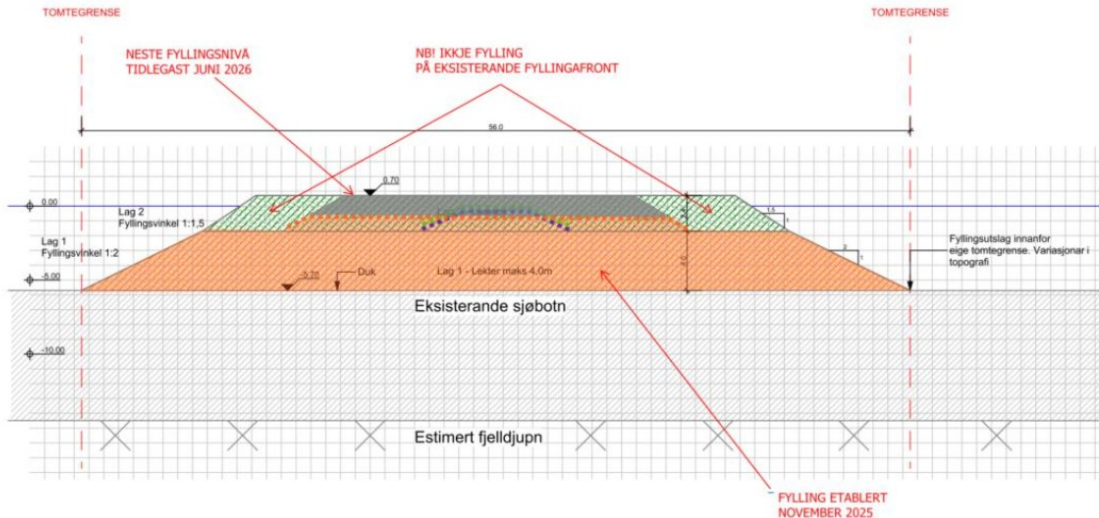 TOMTEGRENSE
TOMTEGRENSE
NESTE FYLLINGSNIVÅ
TIDLEGAST JUNI 2026
NB! IKKJE FYLLING
PÅ EKSISTERANDE FYLLINGAFRONT
56.0
0.70
0.00
Lag 2
Fyllingsvinkel 1:1,5
1,5
1
Lag 1
Fyllingsvinkel 1:2
2
1
Fyllingsutslag innanfor
eige tomtegrense. Variasjonar i
topografi
-5.00
-5.70
Duk
Lag 1 - Lekter maks 4,0m
4.0
Eksisterande sjøbotn
-10.00
Estimert fjelldjupn
FYLLING ETABLERT
NOVEMBER 2025